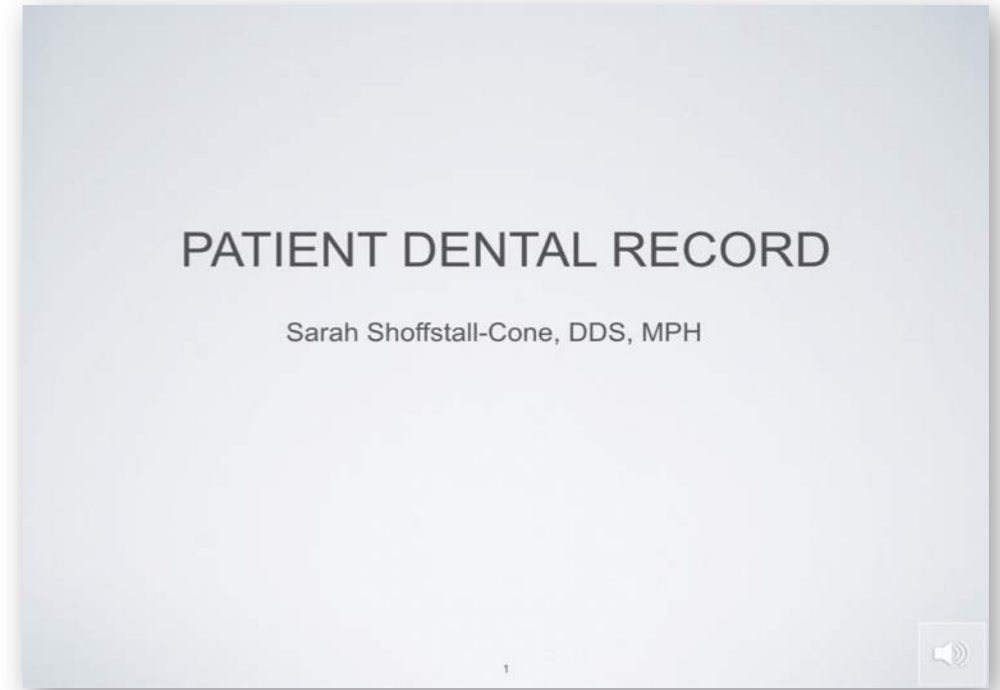 PATIENT DENTAL RECORD
Sarah Shoffstall-Cone, DDS, MPH
1